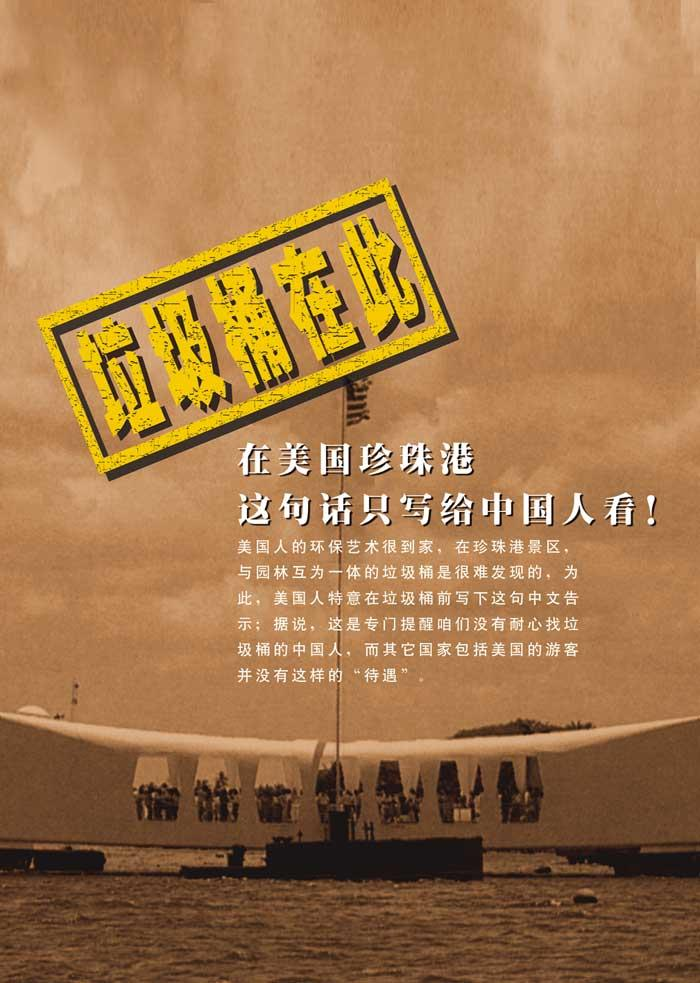 垃圾桶在此
在美国珍珠港
这句话只写给中国人看！
美国人的环保艺术很到家，在珍珠港景区，
与园林互为一体的垃圾桶是很难发现的，为
此，美国人特意在垃圾桶前写下这句中文告
示；据说，这是专门提醒咱们没有耐心找垃
圾桶的中国人，而其它国家包括美国的游客
并没有这样的“待遇”。